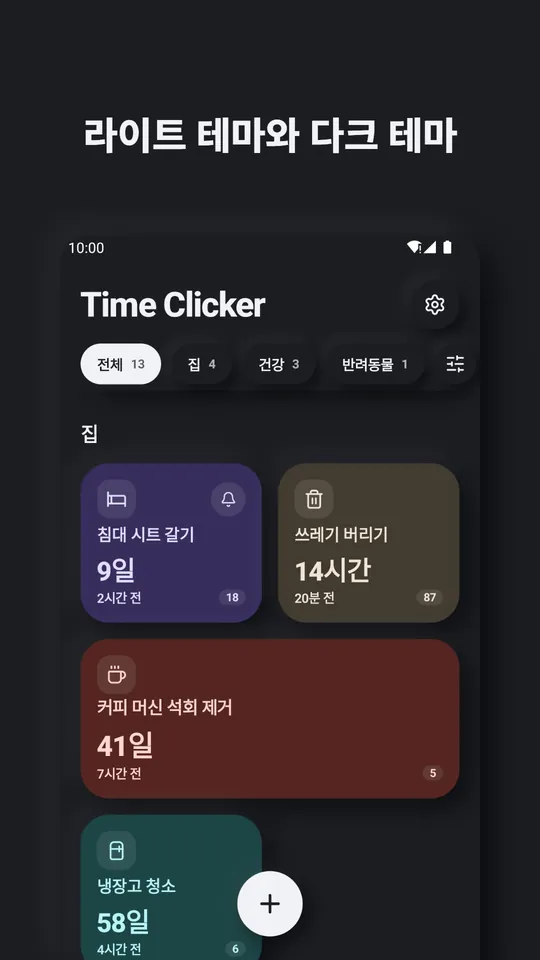 라이트 테마와 다크 테마
10:00
Time Clicker
전체 13 집 4 건강 3 반려동물 1
집
침대 시트 갈기
9일
2시간 전 18
쓰레기 버리기
14시간
20분 전 87
커피 머신 석회 제거
41일
7시간 전 5
냉장고 청소
58일
4시간 전 6